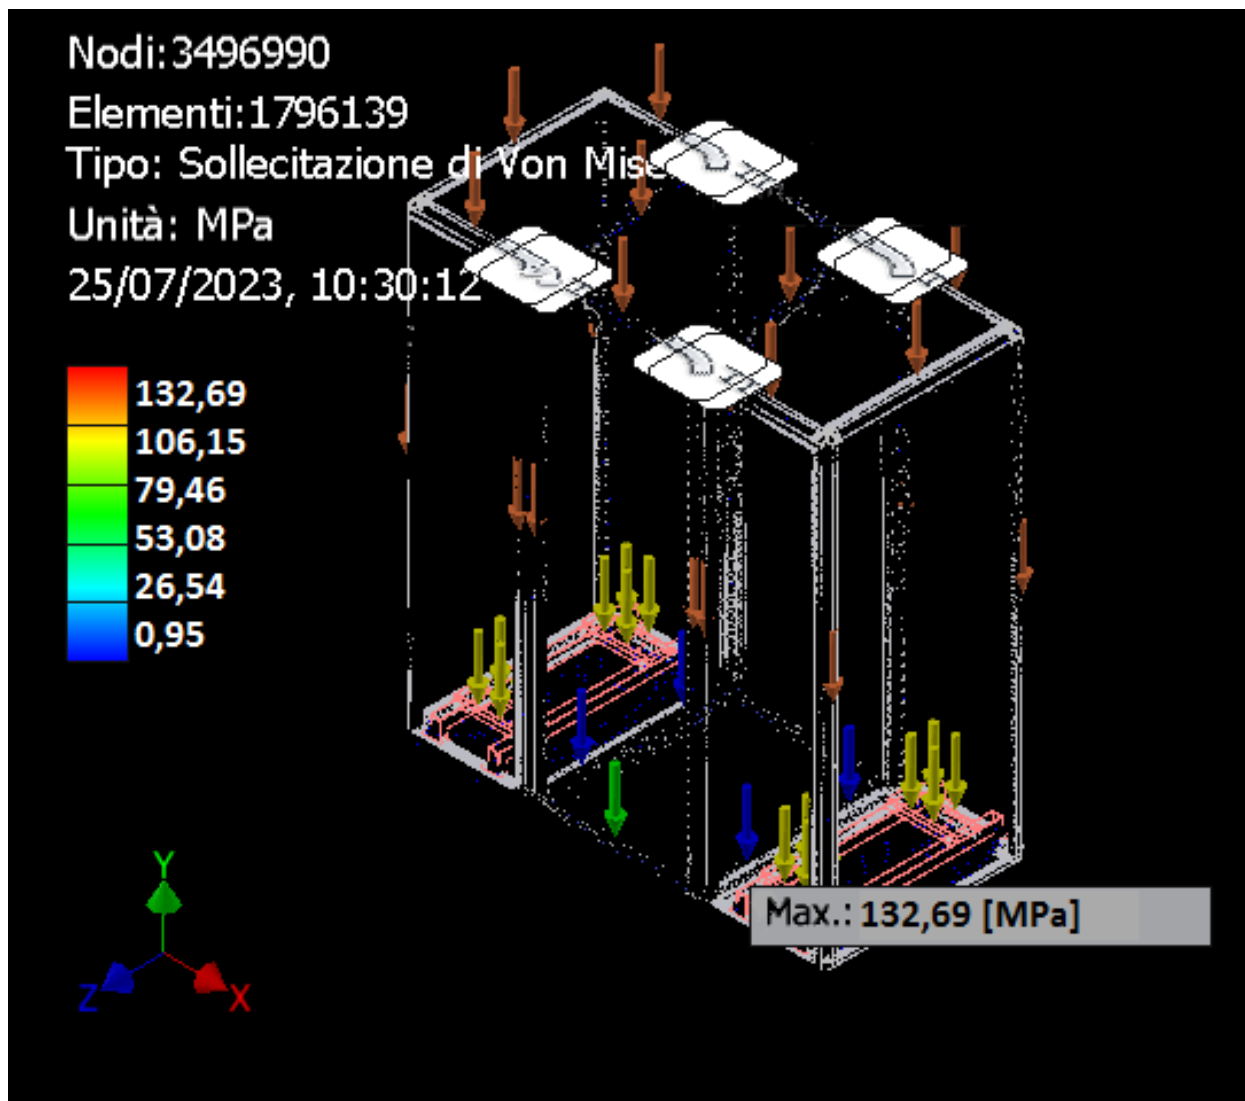 Nodi:3496990
Elementi:1796139
Tipo: Sollecitazione di Von Mise
Unità: MPa
25/07/2023, 10:30:12
132,69
106,15
79,46
53,08
26,54
0,95
Max.: 132,69 [MPa]
Y
Z
X